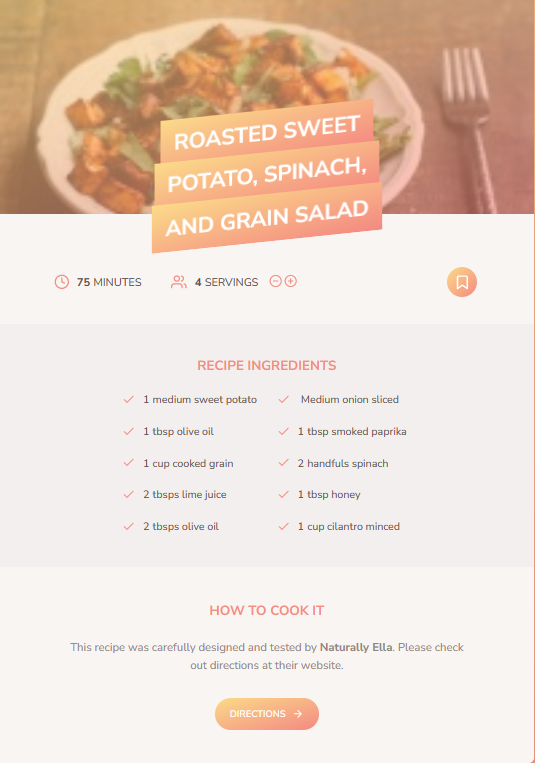 ROASTED SWEET
POTATO, SPINACH,
AND GRAIN SALAD
75 MINUTES
4 SERVINGS
RECIPE INGREDIENTS
1 medium sweet potato
Medium onion sliced
1 tbsp olive oil
1 tbsp smoked paprika
1 cup cooked grain
2 handfuls spinach
2 tbsps lime juice
1 tbsp honey
2 tbsps olive oil
1 cup cilantro minced
HOW TO COOK IT
This recipe was carefully designed and tested by Naturally Ella. Please check
out directions at their website.
DIRECTIONS